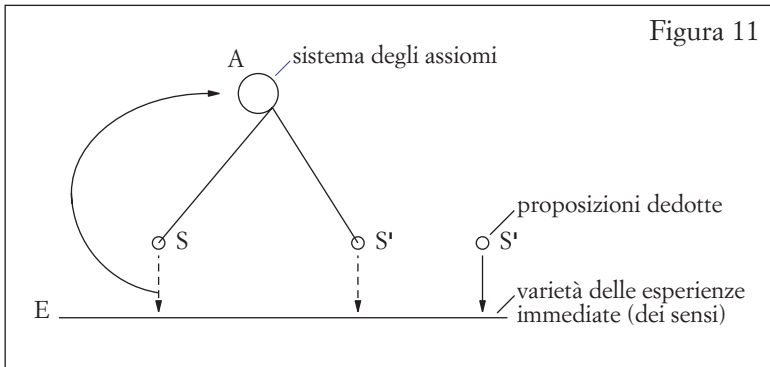 Figura 11
A
sistema degli assiomi
proposizioni dedotte
S
S'
S'
varietà delle esperienze
immediate (dei sensi)
E